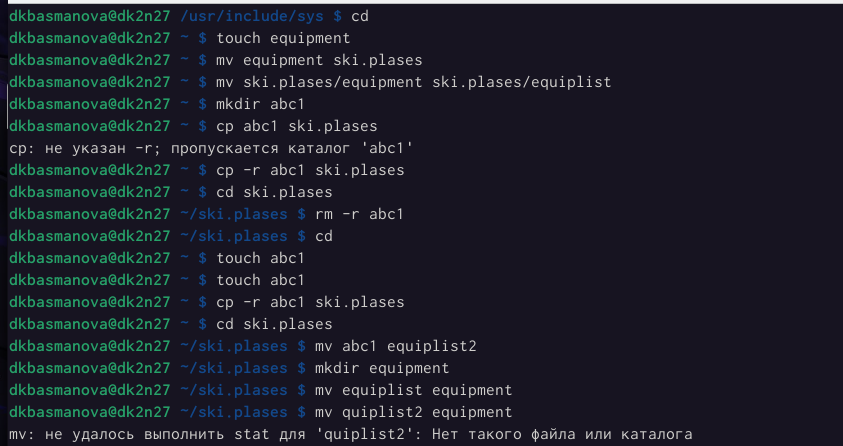 dkbasmanova@dk2n27 /usr/include/sys $ cd
dkbasmanova@dk2n27 ~ $ touch equipment
dkbasmanova@dk2n27 ~ $ mv equipment ski.plases
dkbasmanova@dk2n27 ~ $ mv ski.plases/equipment ski.plases/equiplist
dkbasmanova@dk2n27 ~ $ mkdir abc1
dkbasmanova@dk2n27 ~ $ cp abc1 ski.plases
cp: не указан -r; пропускается каталог 'abc1'
dkbasmanova@dk2n27 ~ $ cp -r abc1 ski.plases
dkbasmanova@dk2n27 ~ $ cd ski.plases
dkbasmanova@dk2n27 ~/ski.plases $ rm -r abc1
dkbasmanova@dk2n27 ~/ski.plases $ cd
dkbasmanova@dk2n27 ~ $ touch abc1
dkbasmanova@dk2n27 ~ $ touch abc1
dkbasmanova@dk2n27 ~ $ cp -r abc1 ski.plases
dkbasmanova@dk2n27 ~ $ cd ski.plases
dkbasmanova@dk2n27 ~/ski.plases $ mv abc1 equiplist2
dkbasmanova@dk2n27 ~/ski.plases $ mkdir equipment
dkbasmanova@dk2n27 ~/ski.plases $ mv equiplist equipment
dkbasmanova@dk2n27 ~/ski.plases $ mv quiplist2 equipment
mv: не удалось выполнить stat для 'quiplist2': Нет такого файла или каталога